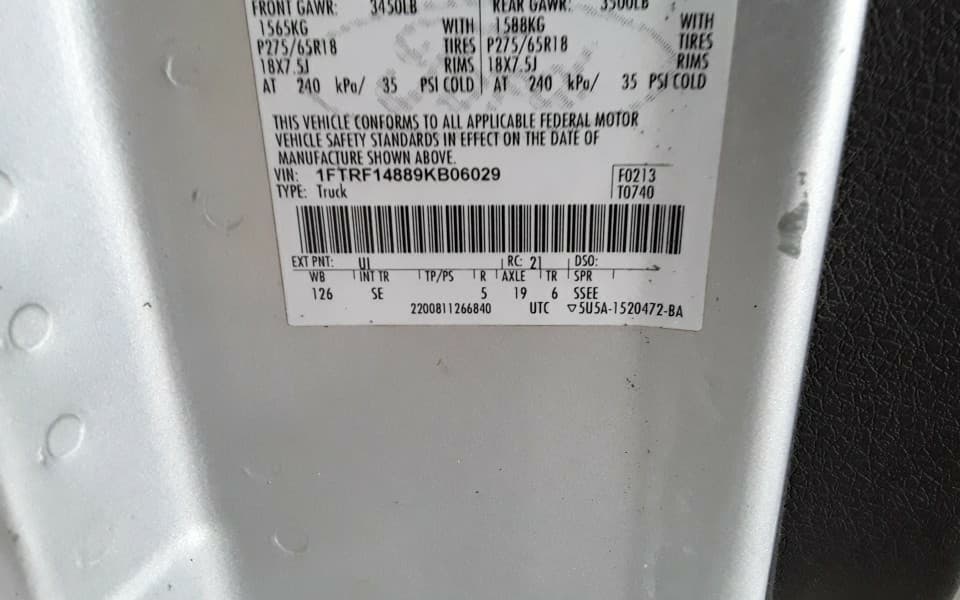 FRONT GAWR: 3450LB REAR GAWR: 3500LB
1565KG WITH 1588KG WITH
P275/65R18 TIRES P275/65R18 TIRES
18X7.5J RIMS 18X7.5J RIMS
AT 240 kPa/ 35 PSI COLD AT 240 kPa/ 35 PSI COLD
THIS VEHICLE CONFORMS TO ALL APPLICABLE FEDERAL MOTOR
VEHICLE SAFETY STANDARDS IN EFFECT ON THE DATE OF
MANUFACTURE SHOWN ABOVE.
VIN: 1FTRF14889KB06029 F0213
TYPE: Truck T0740
EXT PNT: UI RC: 21 DSO:
WB INT TR TP/PS R AXLE TR SPR
126 SE 5 19 6 SSEE
2200811266840 UTC ▽5U5A-1520472-BA